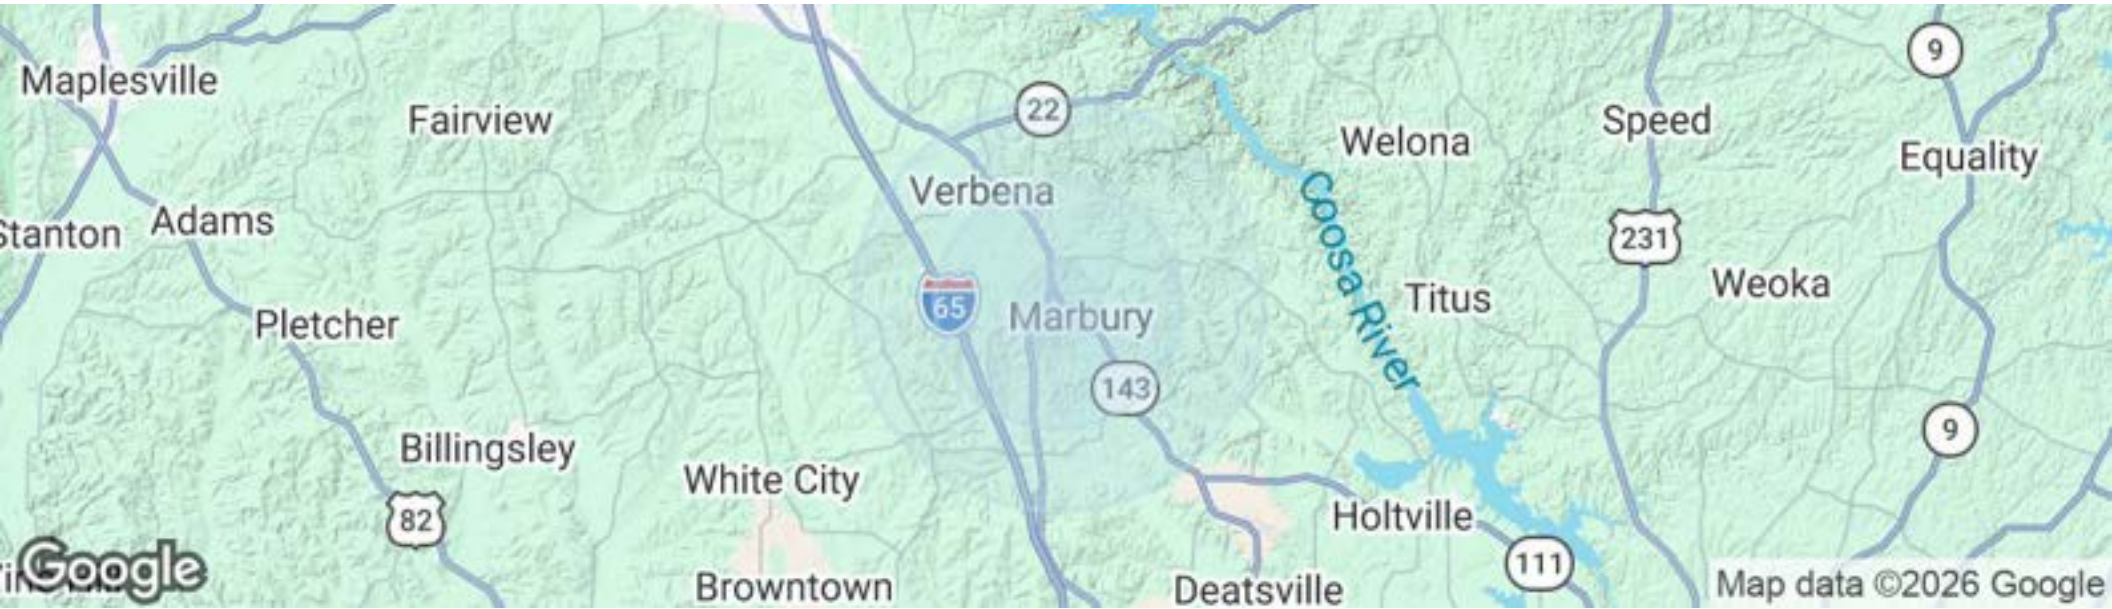 Maplesville
9
Fairview
22
Speed
Welona
Equality
Verbena
Stanton
Adams
Coosa River
231
Weoka
65
Titus
Marbury
Pletcher
143
9
Billingsley
White City
82
Holtville
111
Google
Browntown
Deatsville
Map data ©2026 Google